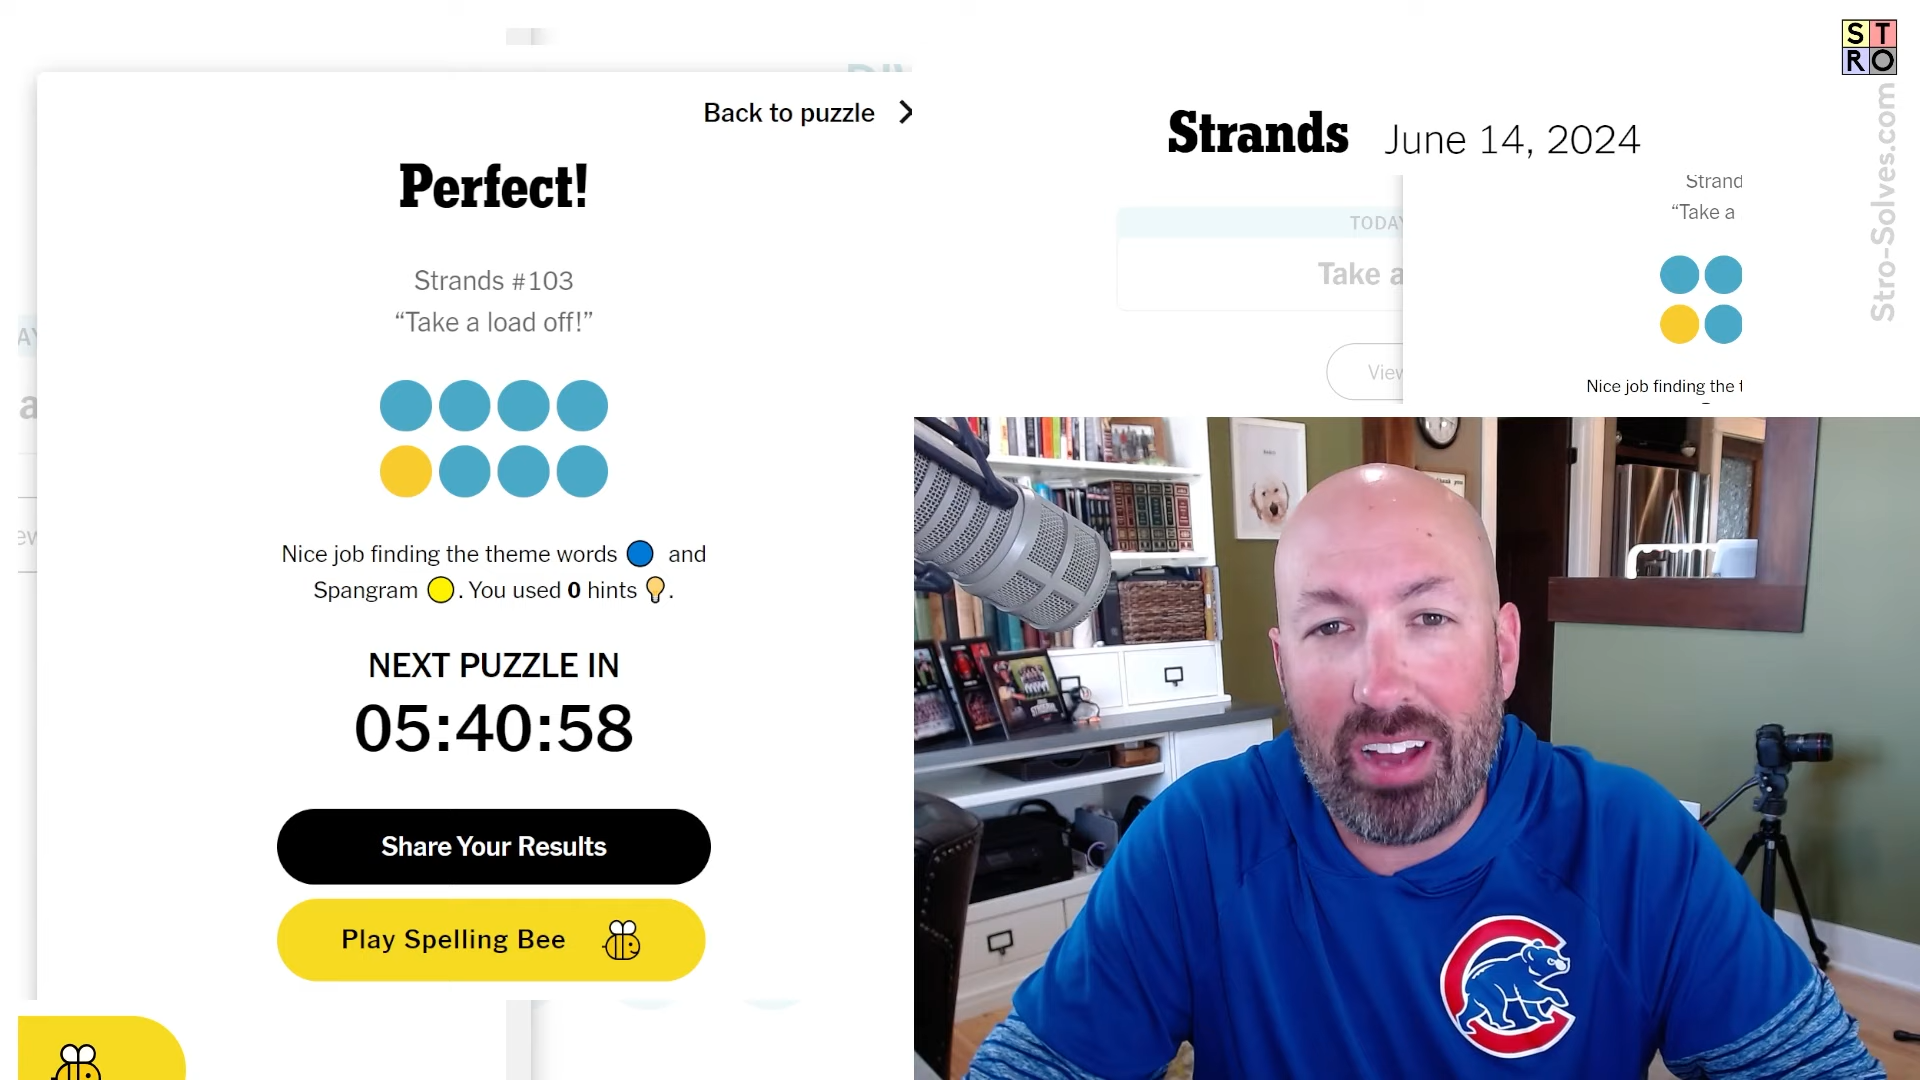 Back to puzzle
Perfect!
Strands #103
“Take a load off!”
Nice job finding the theme words and
Spangram . You used 0 hints .
NEXT PUZZLE IN
05:40:58
Share Your Results
Play Spelling Bee
Strands June 14, 2024
TODAY
Take a
View
Strand
“Take a
Nice job finding the t
ST
RO
Stro-Solves.com